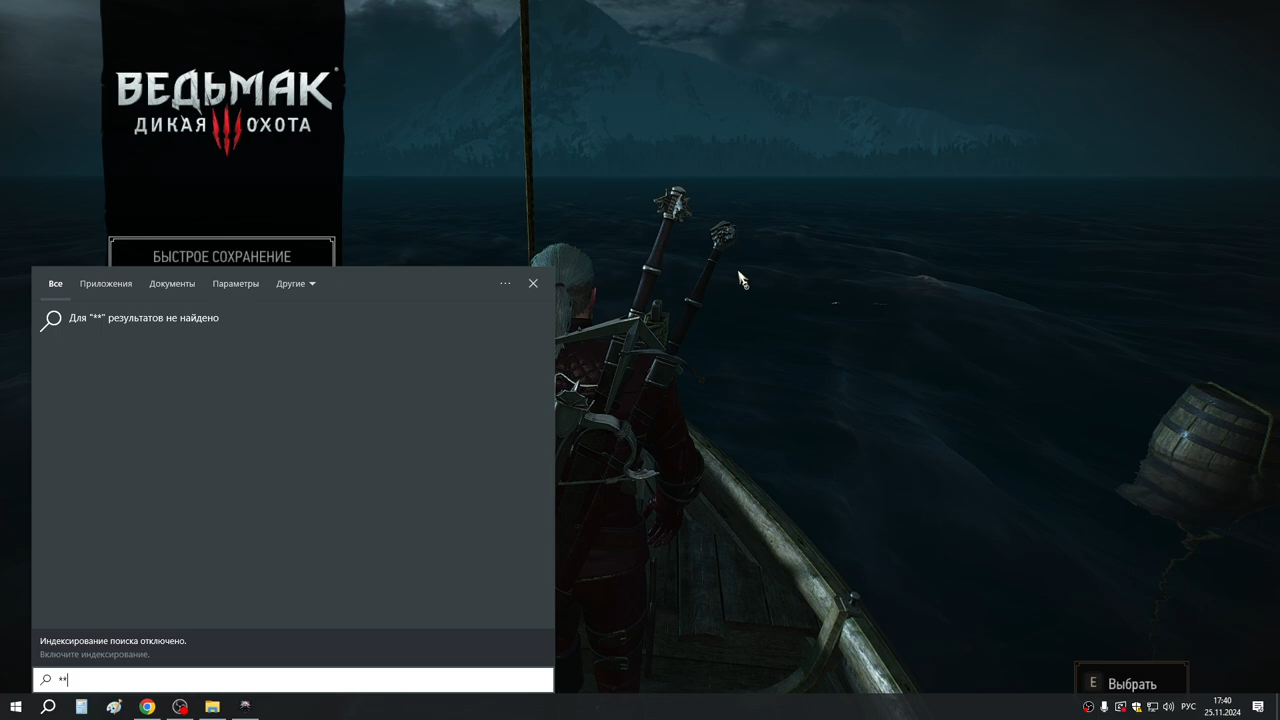 ВЕДЬМАК
ДИКАЯ ОХОТА
БЫСТРОЕ СОХРАНЕНИЕ
Все Приложения Документы Параметры Другие ...
Для "**" результатов не найдено
Индексирование поиска отключено.
Включите индексирование.
**
E Выбрать
РУС
17:40
25.11.2024